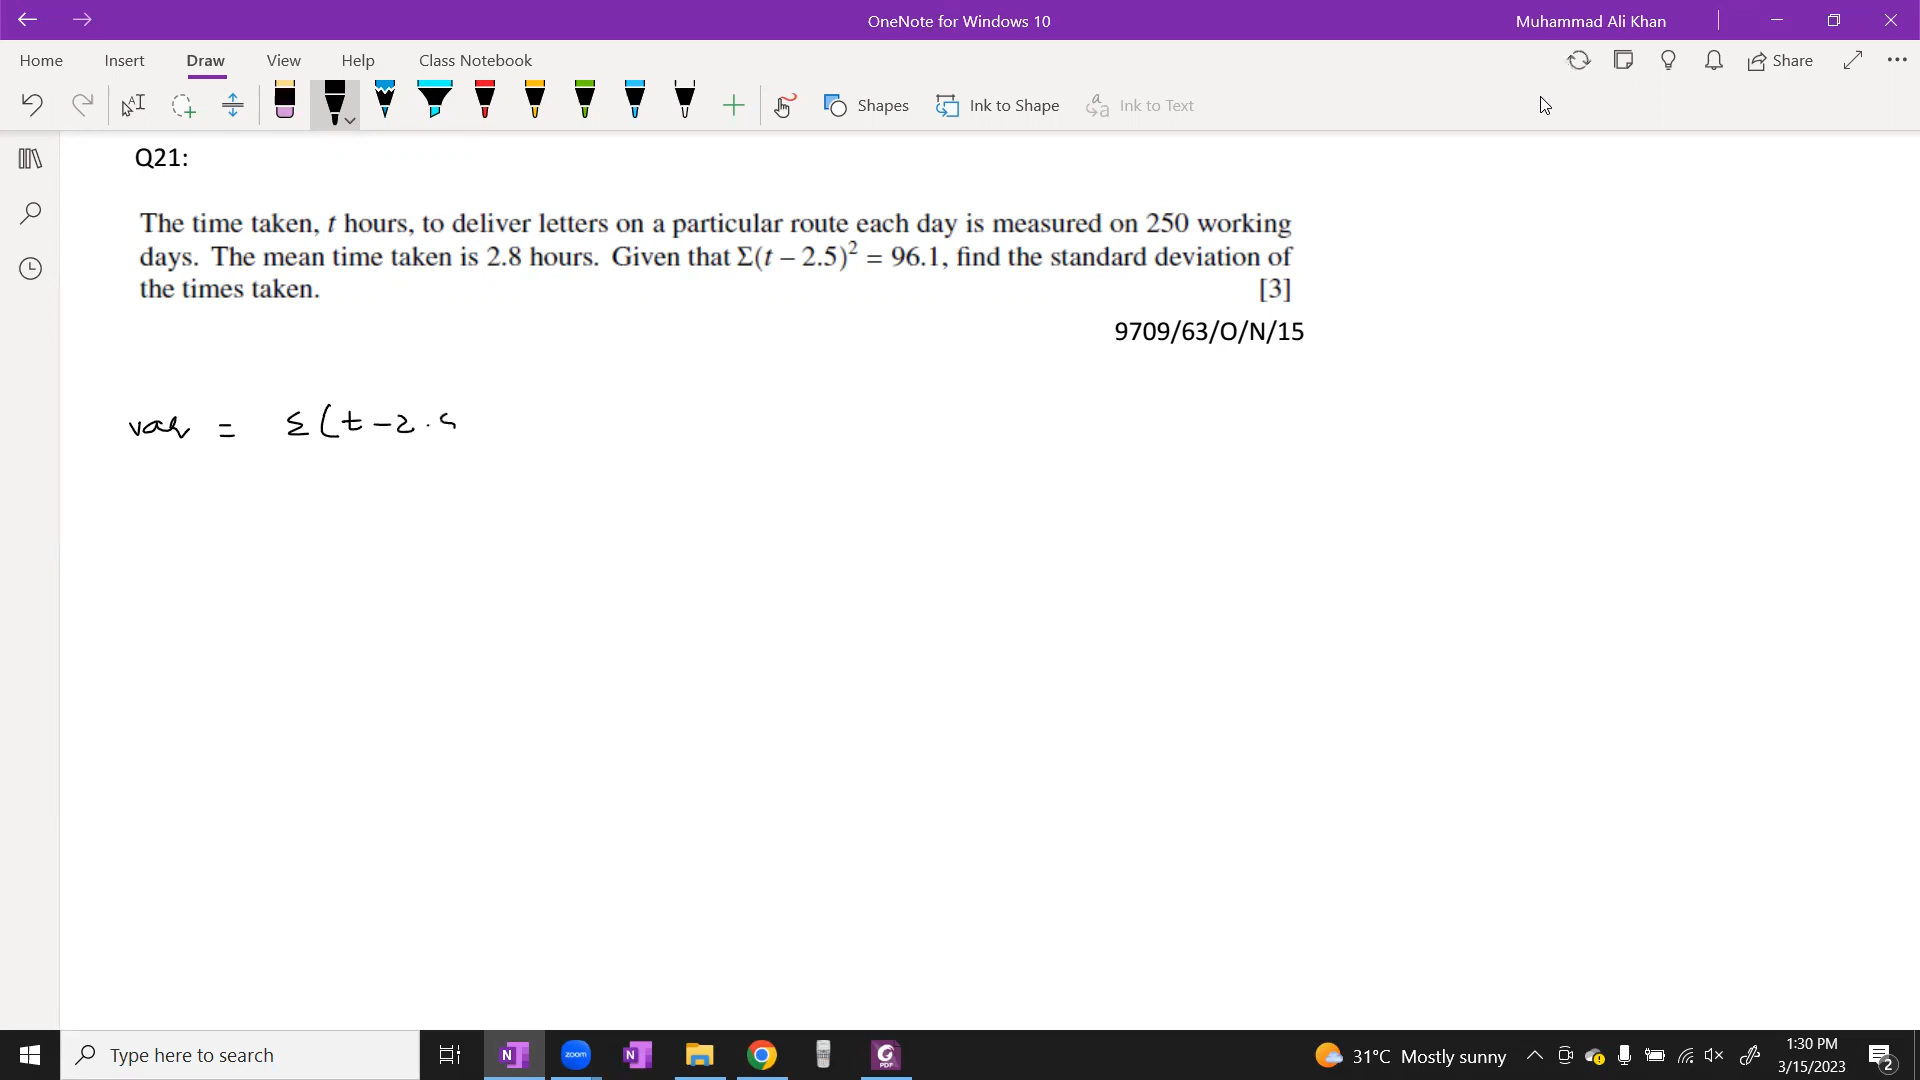 OneNote for Windows 10
Muhammad Ali Khan
Home Insert Draw View Help Class Notebook
Share
Shapes Ink to Shape Ink to Text
Q21:
The time taken, t hours, to deliver letters on a particular route each day is measured on 250 working
days. The mean time taken is 2.8 hours. Given that Σ(t − 2.5)² = 96.1, find the standard deviation of
the times taken. [3]
9709/63/O/N/15
var = Σ(t-2.5
Type here to search
zoom
PDF
31°C Mostly sunny
1:30 PM
3/15/2023
2